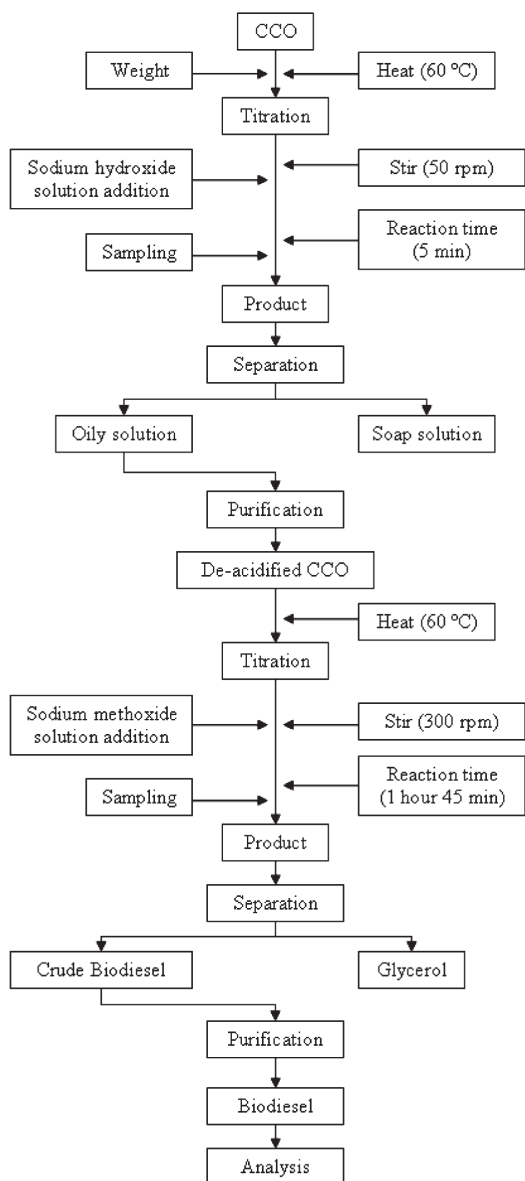 CCO
Weight
Heat (60 °C)
Titration
Sodium hydroxide
solution addition
Stir (50 rpm)
Sampling
Reaction time
(5 min)
Product
Separation
Oily solution
Soap solution
Purification
De-acidified CCO
Heat (60 °C)
Titration
Sodium methoxide
solution addition
Stir (300 rpm)
Sampling
Reaction time
(1 hour 45 min)
Product
Separation
Crude Biodiesel
Glycerol
Purification
Biodiesel
Analysis